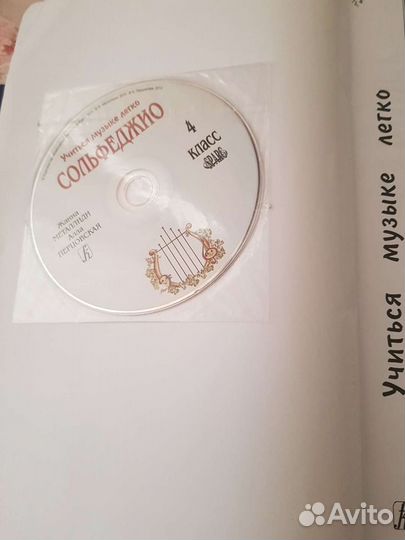 Учиться музыке легко
СОЛЬФЕДЖИО
4
класс
Жанна
МЕТАЛЛИДИ
Алла
ПЕРЦОВСКАЯ
Учиться музыке легко
Avito